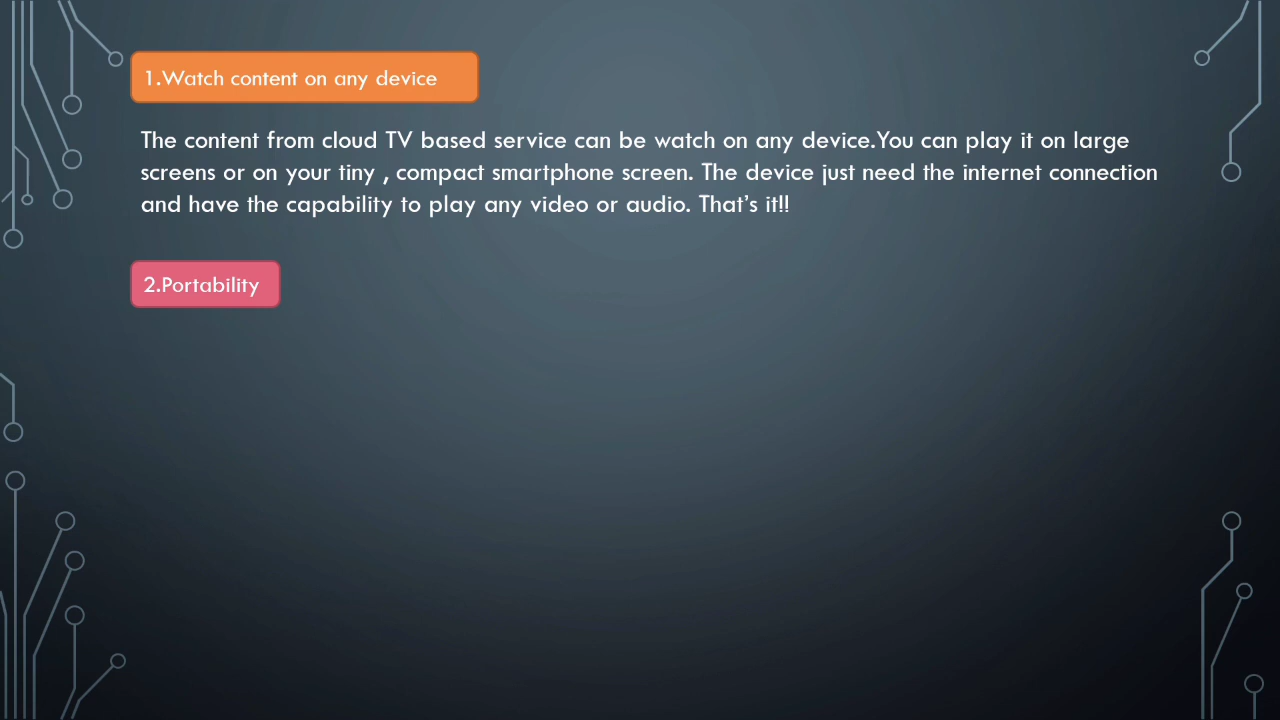 1.Watch content on any device
The content from cloud TV based service can be watch on any device.You can play it on large
screens or on your tiny , compact smartphone screen. The device just need the internet connection
and have the capability to play any video or audio. That’s it!!
2.Portability